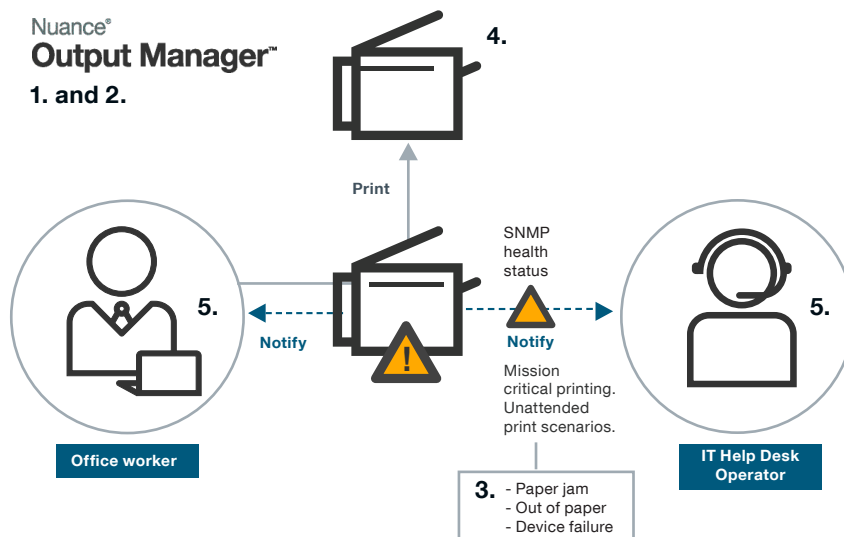 Nuance®
Output Manager™
1. and 2.
4.
Print
SNMP
health
status
5.
Notify
!
Notify
5.
Mission
critical printing.
Unattended
print scenarios.
Office worker
IT Help Desk
Operator
3. - Paper jam
- Out of paper
- Device failure